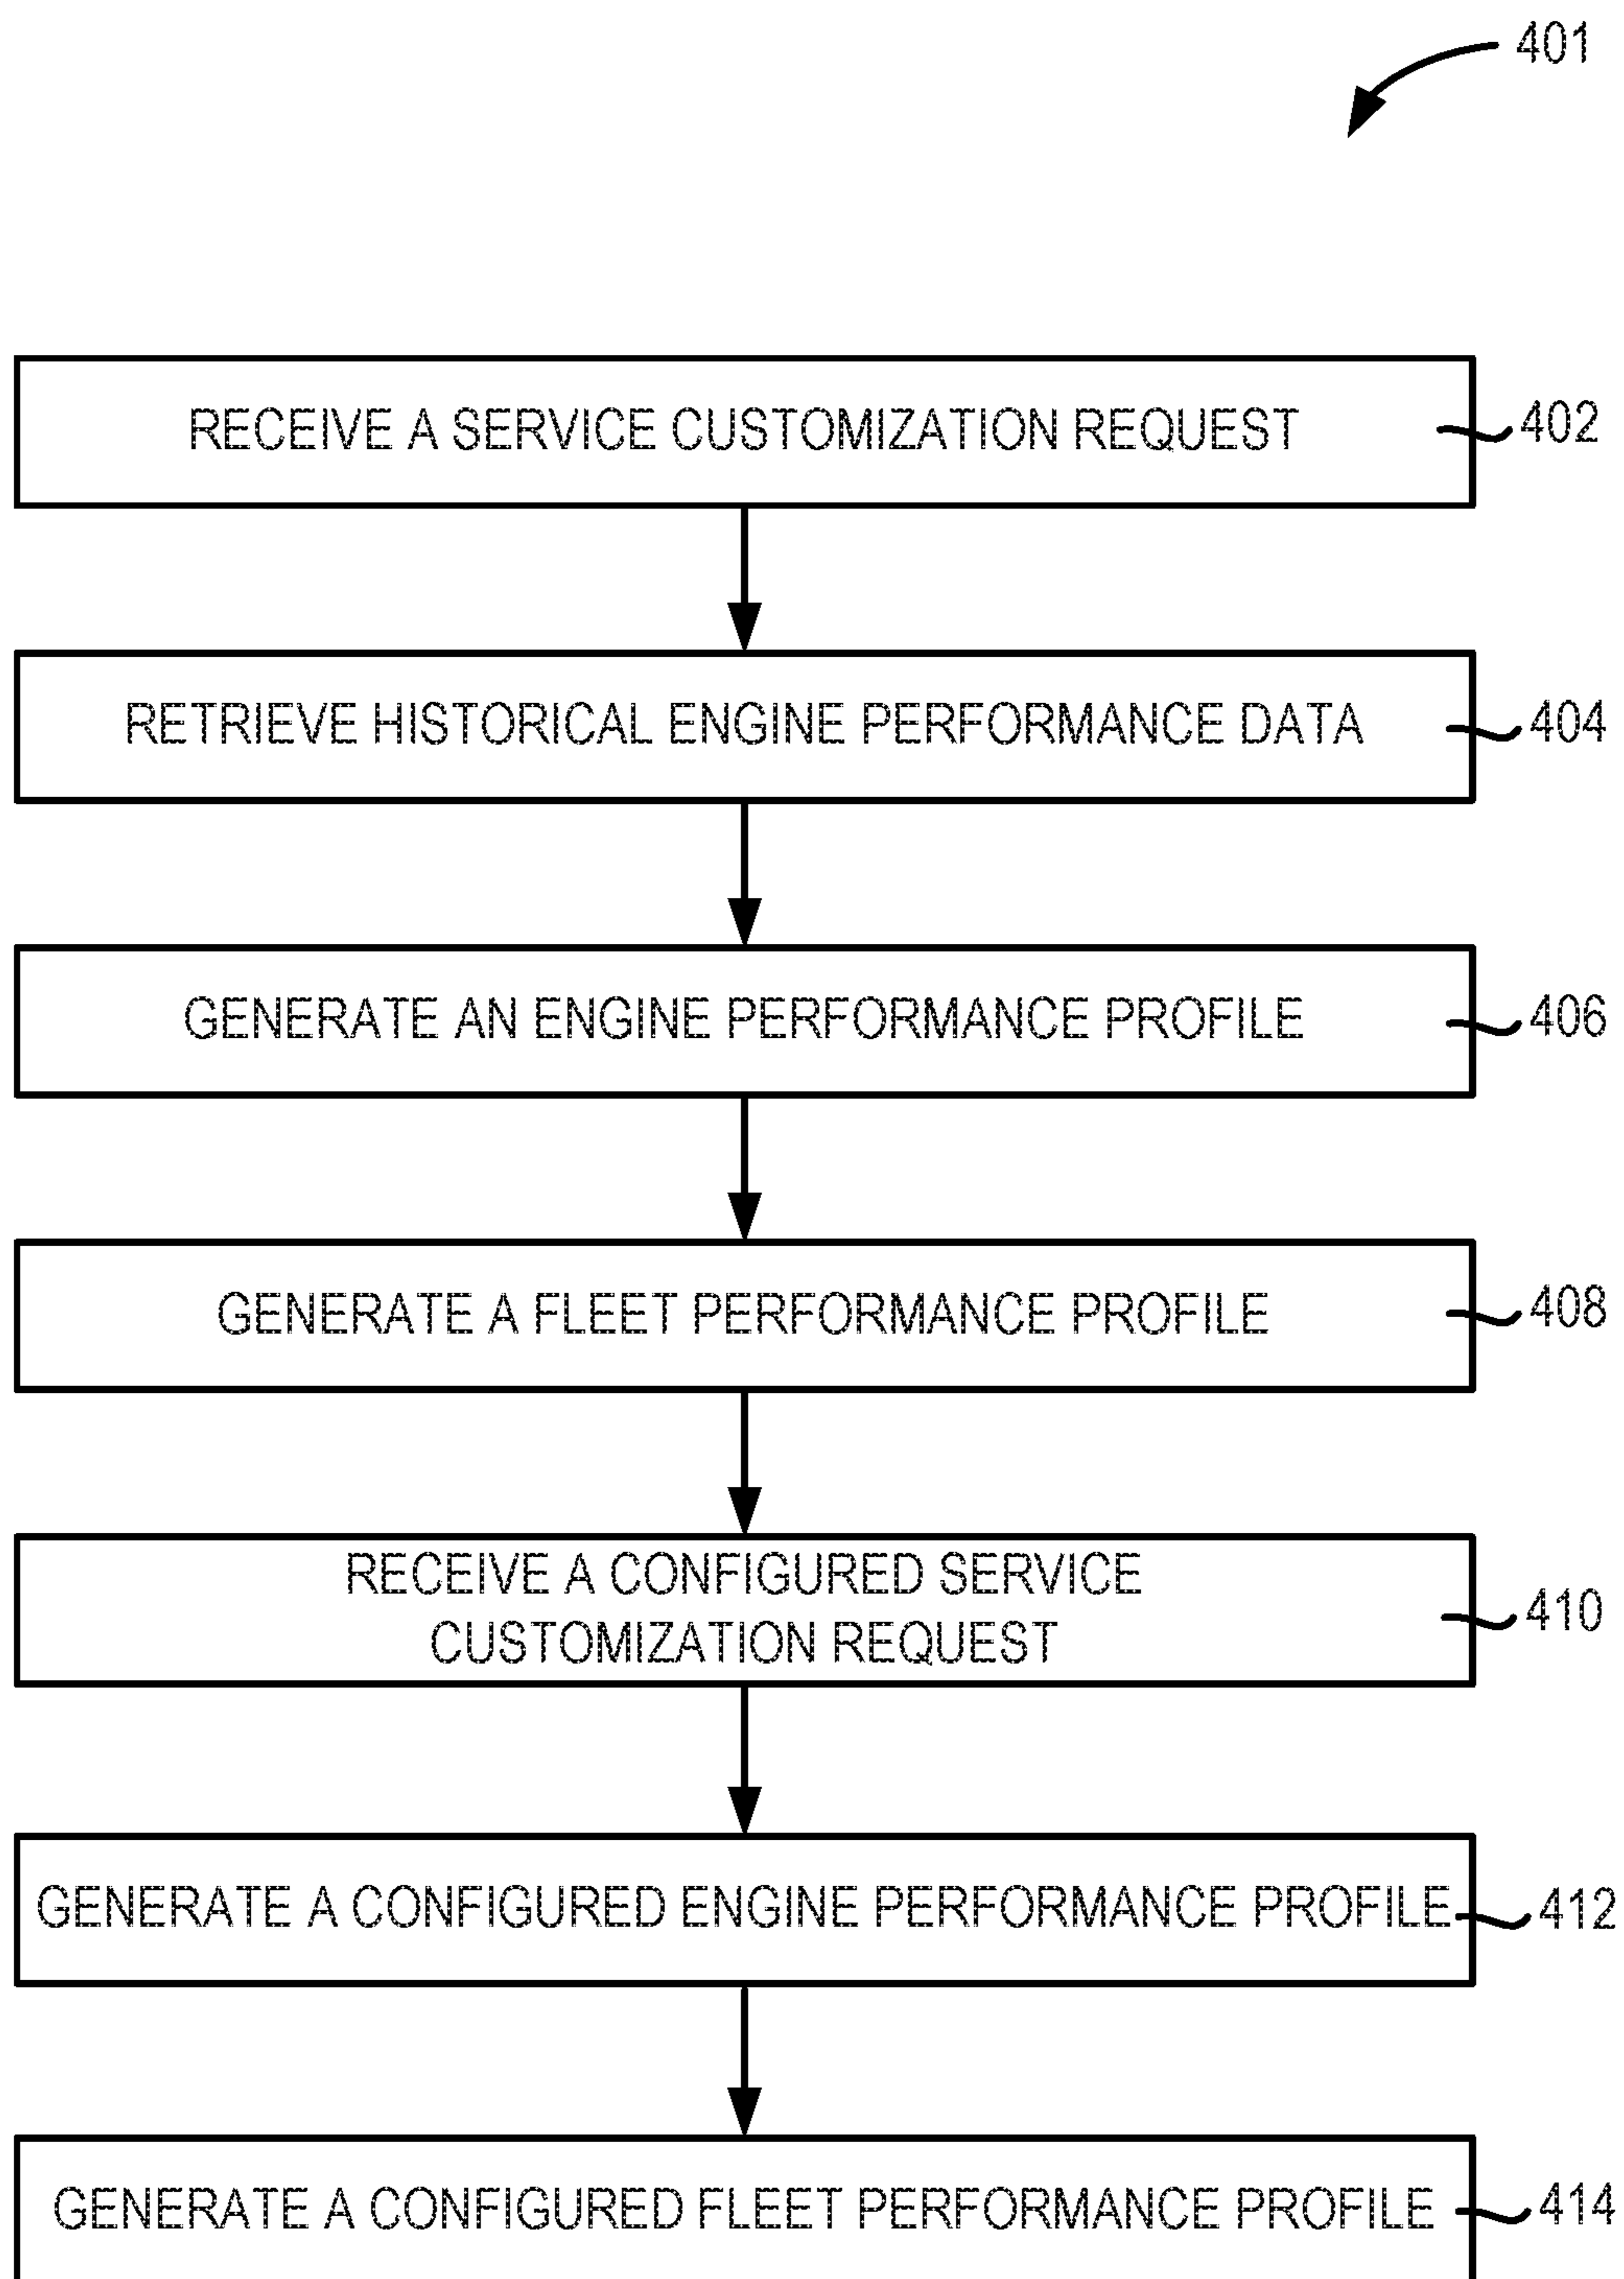 401
RECEIVE A SERVICE CUSTOMIZATION REQUEST
402
RETRIEVE HISTORICAL ENGINE PERFORMANCE DATA
404
GENERATE AN ENGINE PERFORMANCE PROFILE
406
GENERATE A FLEET PERFORMANCE PROFILE
408
RECEIVE A CONFIGURED SERVICE
CUSTOMIZATION REQUEST
410
GENERATE A CONFIGURED ENGINE PERFORMANCE PROFILE
412
GENERATE A CONFIGURED FLEET PERFORMANCE PROFILE
414